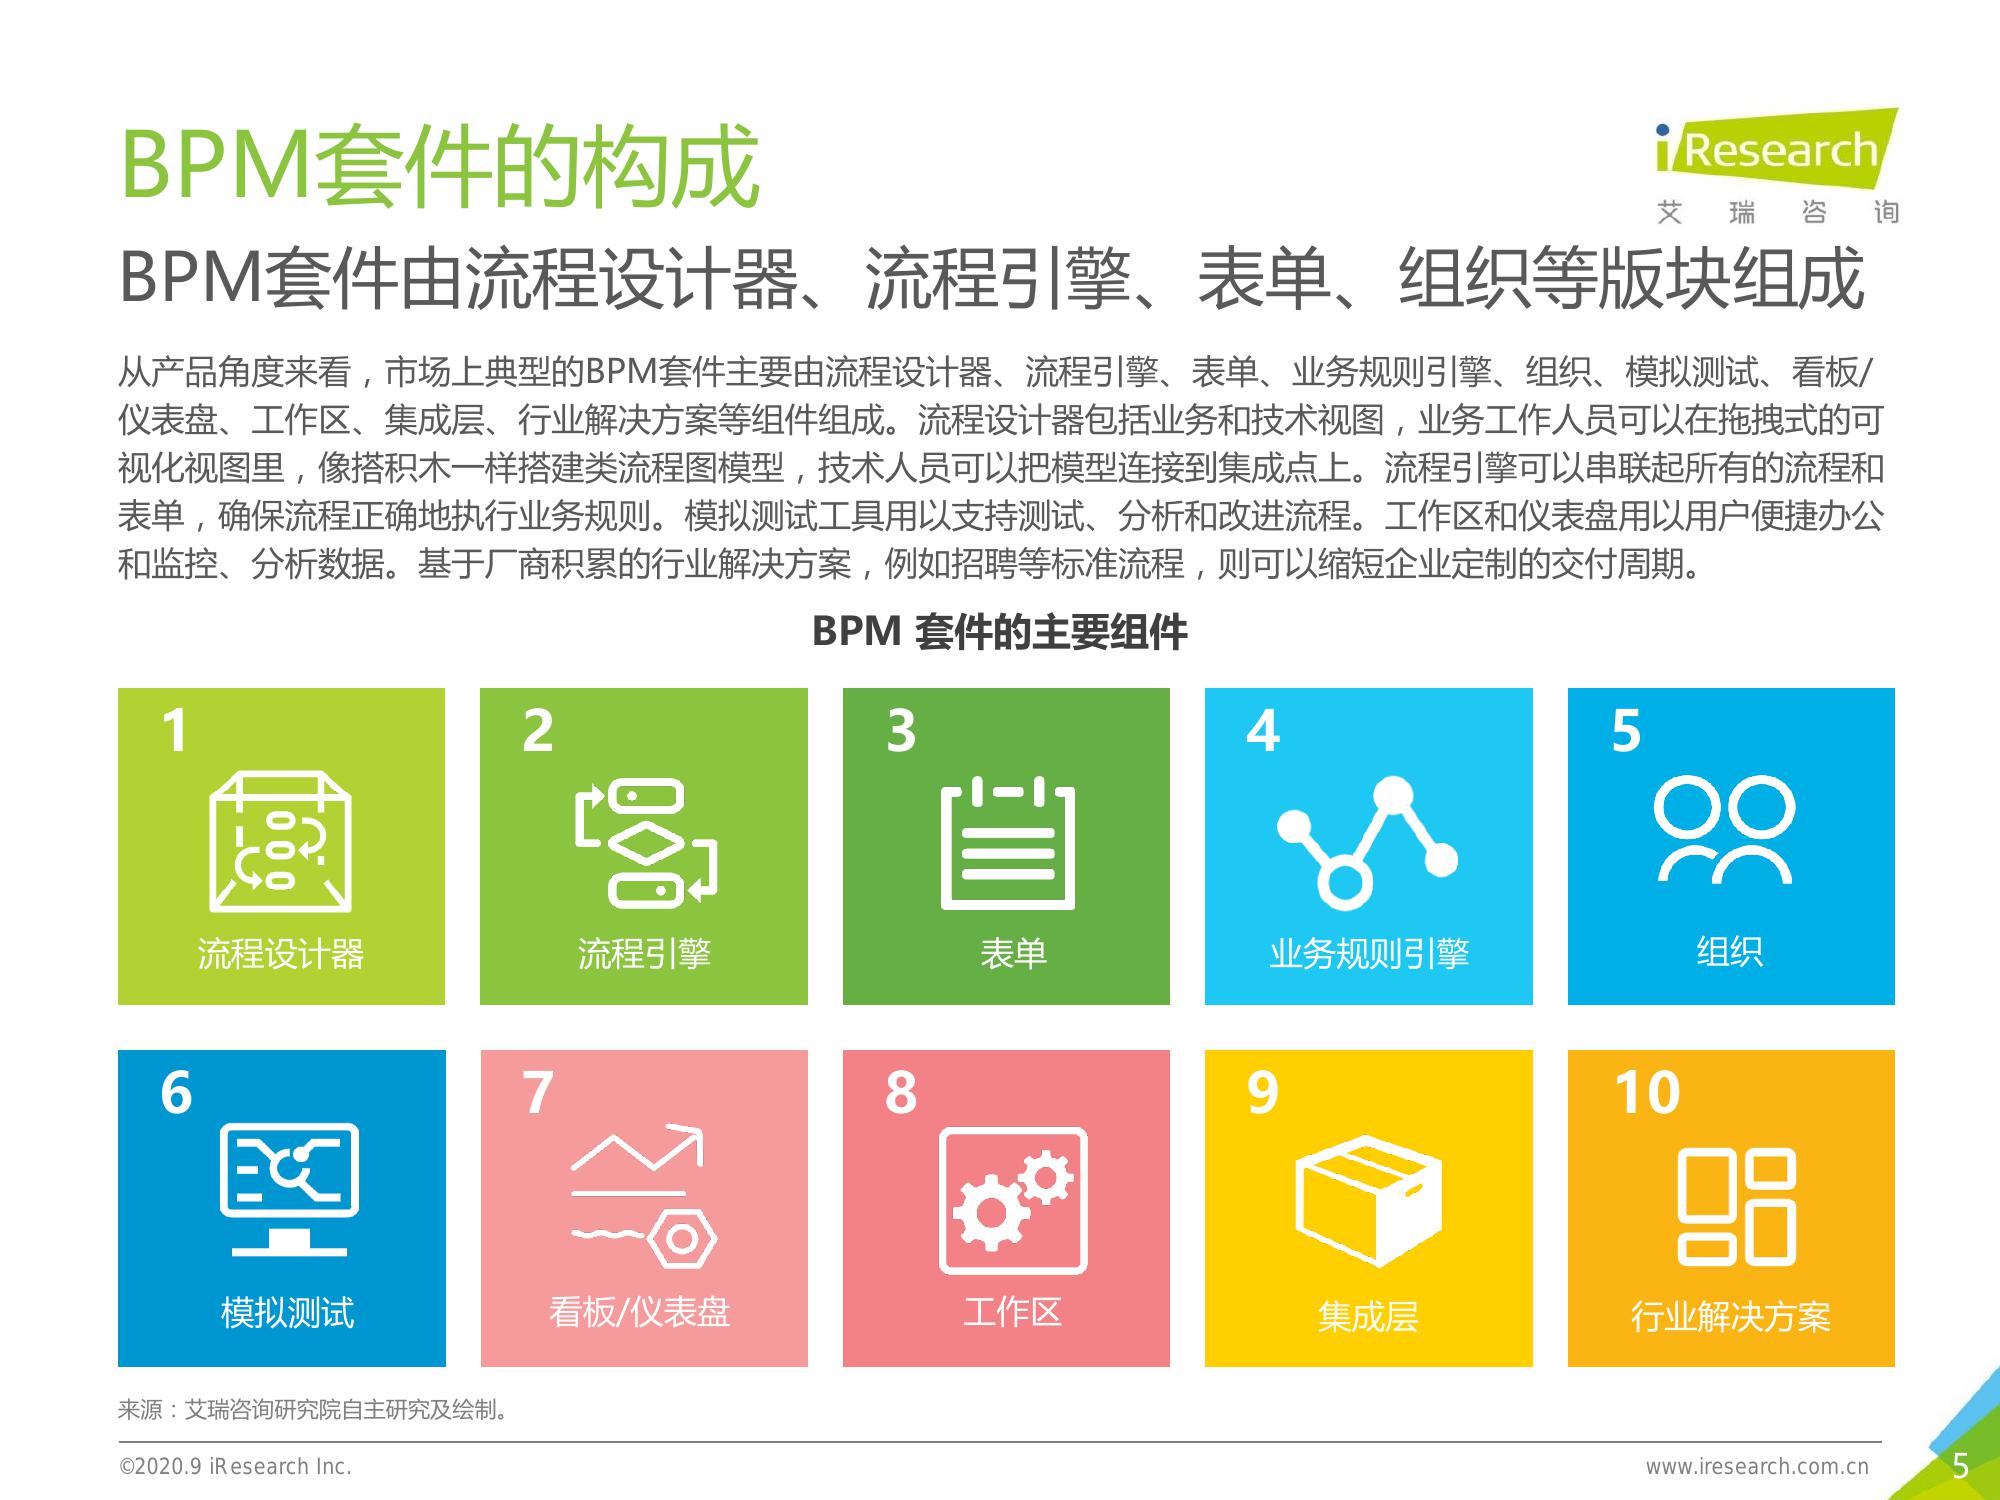 BPM套件的构成
iResearch
艾瑞咨询
BPM套件由流程设计器、流程引擎、表单、组织等版块组成
从产品角度来看，市场上典型的BPM套件主要由流程设计器、流程引擎、表单、业务规则引擎、组织、模拟测试、看板/
仪表盘、工作区、集成层、行业解决方案等组件组成。流程设计器包括业务和技术视图，业务工作人员可以在拖拽式的可
视化视图里，像搭积木一样搭建类流程图模型，技术人员可以把模型连接到集成点上。流程引擎可以串联起所有的流程和
表单，确保流程正确地执行业务规则。模拟测试工具用以支持测试、分析和改进流程。工作区和仪表盘用以用户便捷办公
和监控、分析数据。基于厂商积累的行业解决方案，例如招聘等标准流程，则可以缩短企业定制的交付周期。
BPM 套件的主要组件
1
流程设计器
2
流程引擎
3
表单
4
业务规则引擎
5
组织
6
模拟测试
7
看板/仪表盘
8
工作区
9
集成层
10
行业解决方案
来源：艾瑞咨询研究院自主研究及绘制。
©2020.9 iResearch Inc.
www.iresearch.com.cn
5